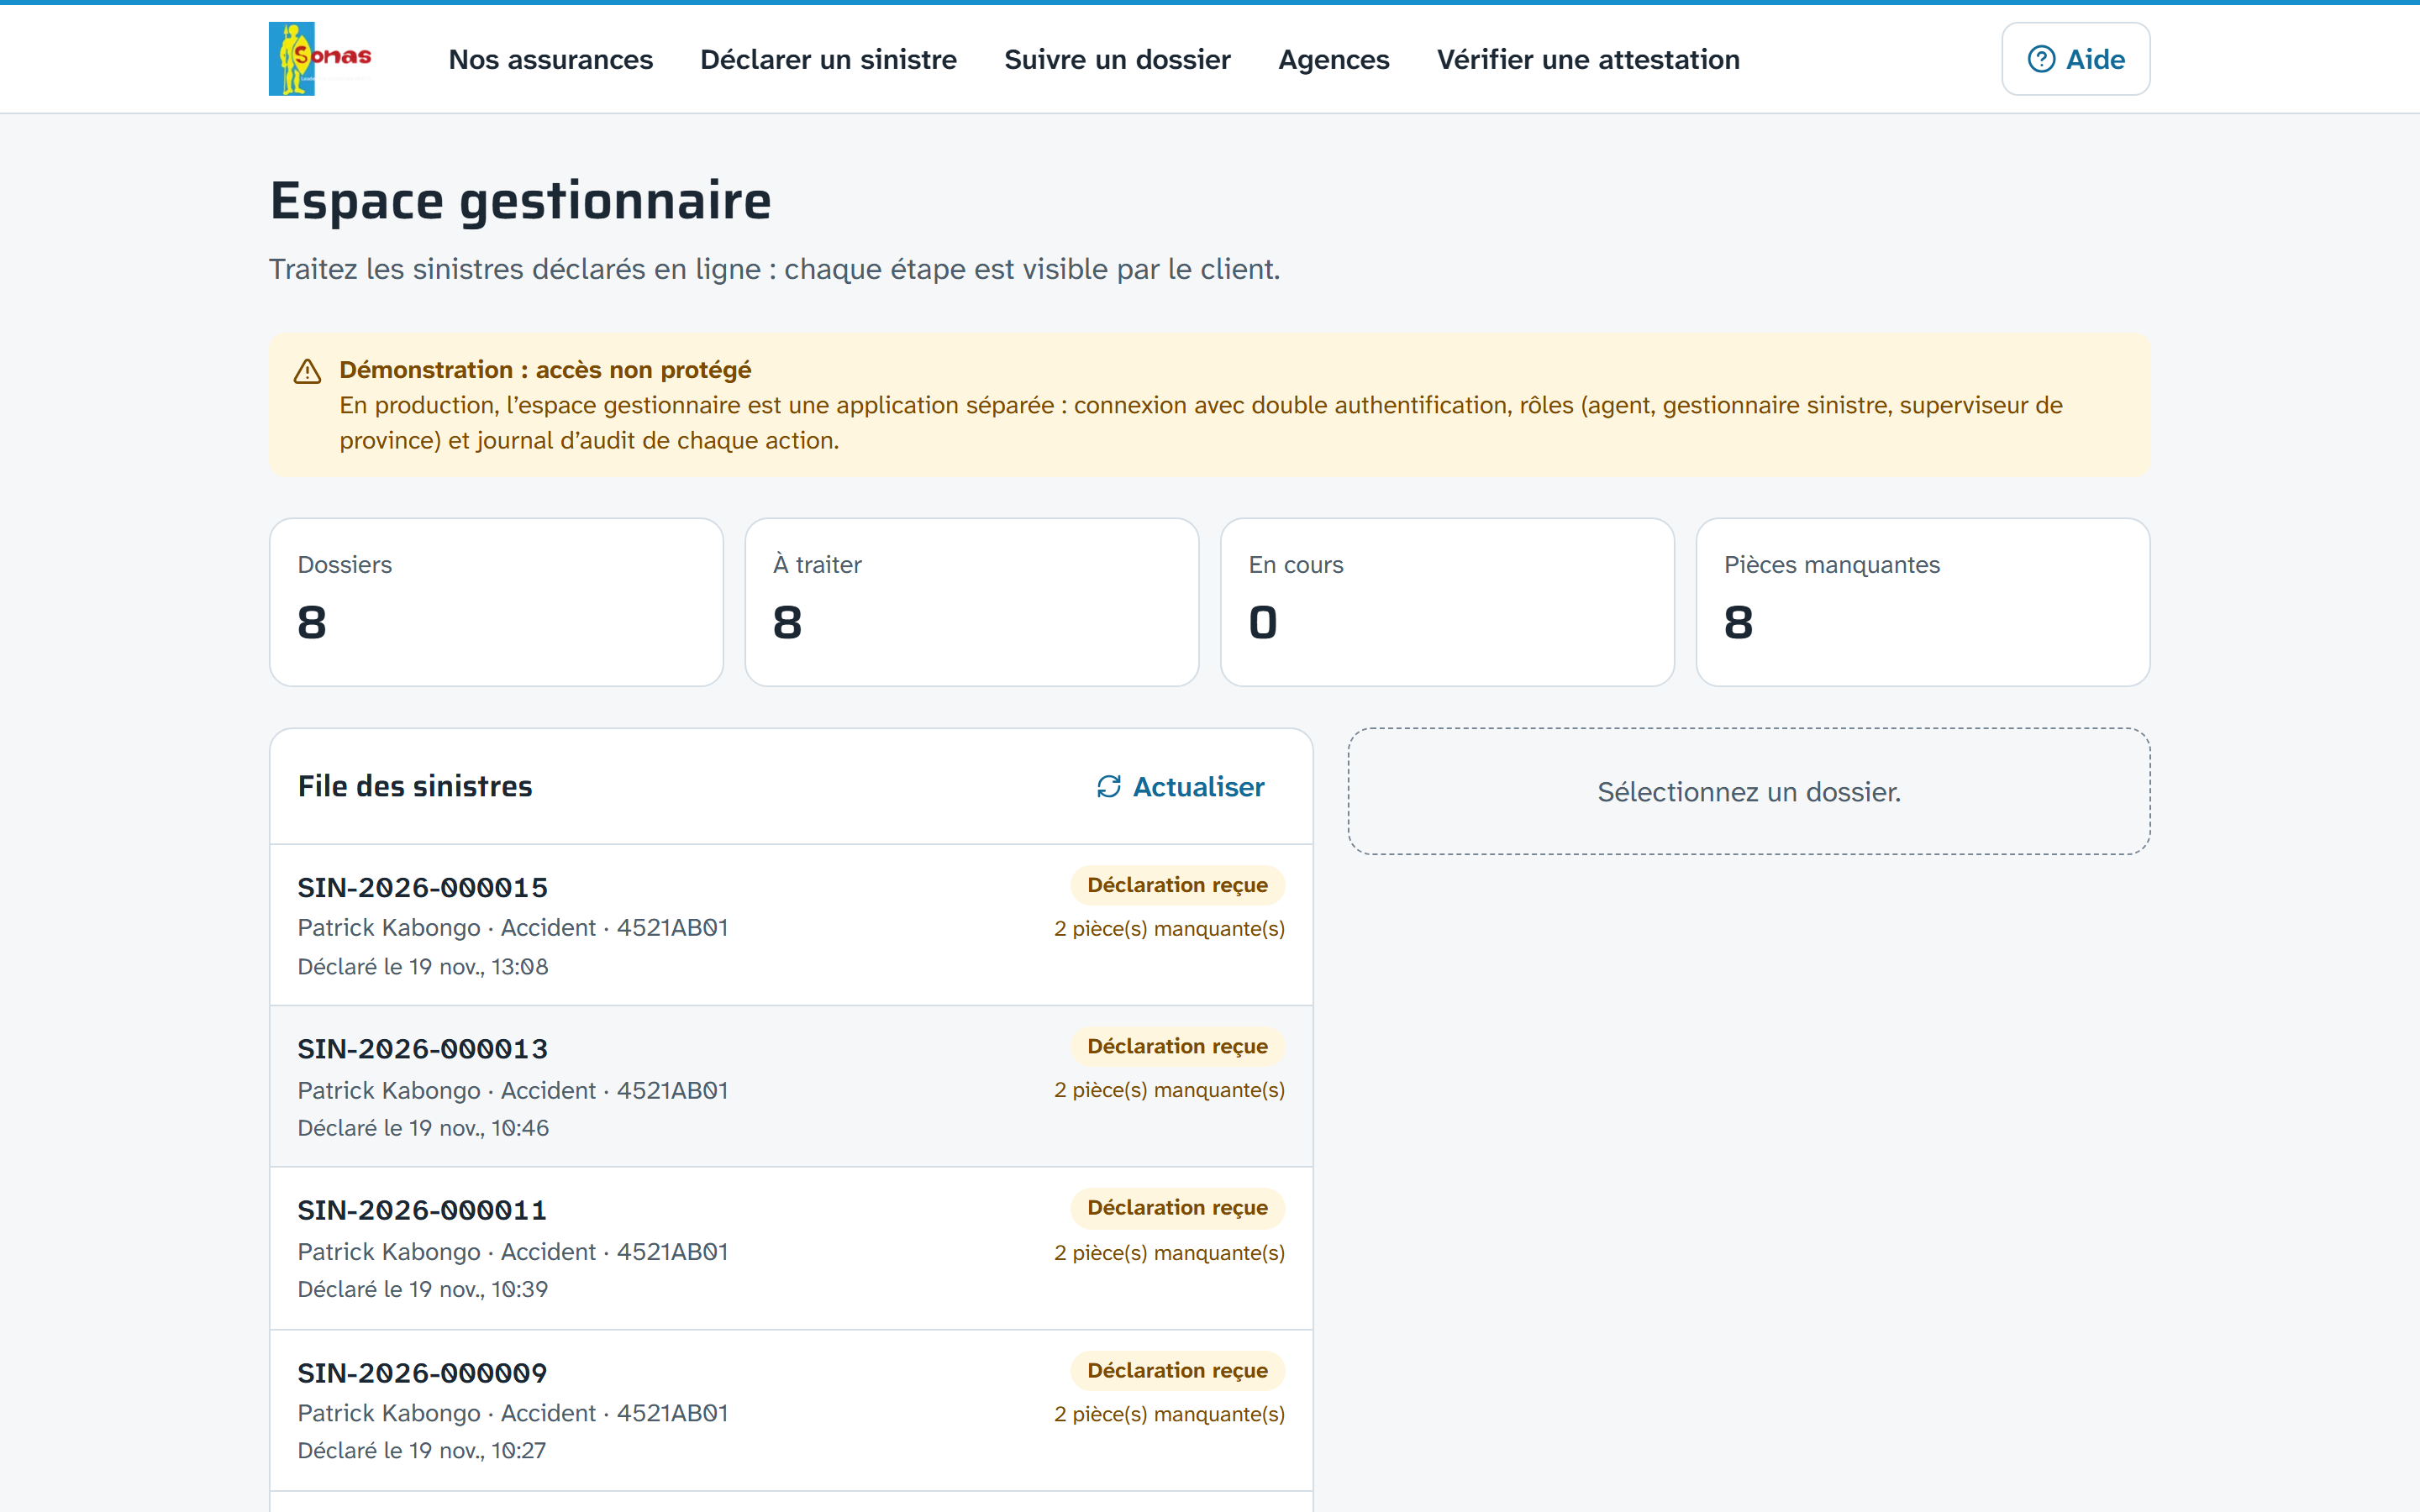 Sonas
Nos assurances
Déclarer un sinistre
Suivre un dossier
Agences
Vérifier une attestation
Aide
Espace gestionnaire
Traitez les sinistres déclarés en ligne : chaque étape est visible par le client.
Démonstration : accès non protégé
En production, l’espace gestionnaire est une application séparée : connexion avec double authentification, rôles (agent, gestionnaire sinistre, superviseur de
province) et journal d’audit de chaque action.
Dossiers
8
À traiter
8
En cours
0
Pièces manquantes
8
File des sinistres
Actualiser
Sélectionnez un dossier.
SIN-2026-000015
Déclaration reçue
Patrick Kabongo · Accident · 4521AB01
2 pièce(s) manquante(s)
Déclaré le 19 nov., 13:08
SIN-2026-000013
Déclaration reçue
Patrick Kabongo · Accident · 4521AB01
2 pièce(s) manquante(s)
Déclaré le 19 nov., 10:46
SIN-2026-000011
Déclaration reçue
Patrick Kabongo · Accident · 4521AB01
2 pièce(s) manquante(s)
Déclaré le 19 nov., 10:39
SIN-2026-000009
Déclaration reçue
Patrick Kabongo · Accident · 4521AB01
2 pièce(s) manquante(s)
Déclaré le 19 nov., 10:27